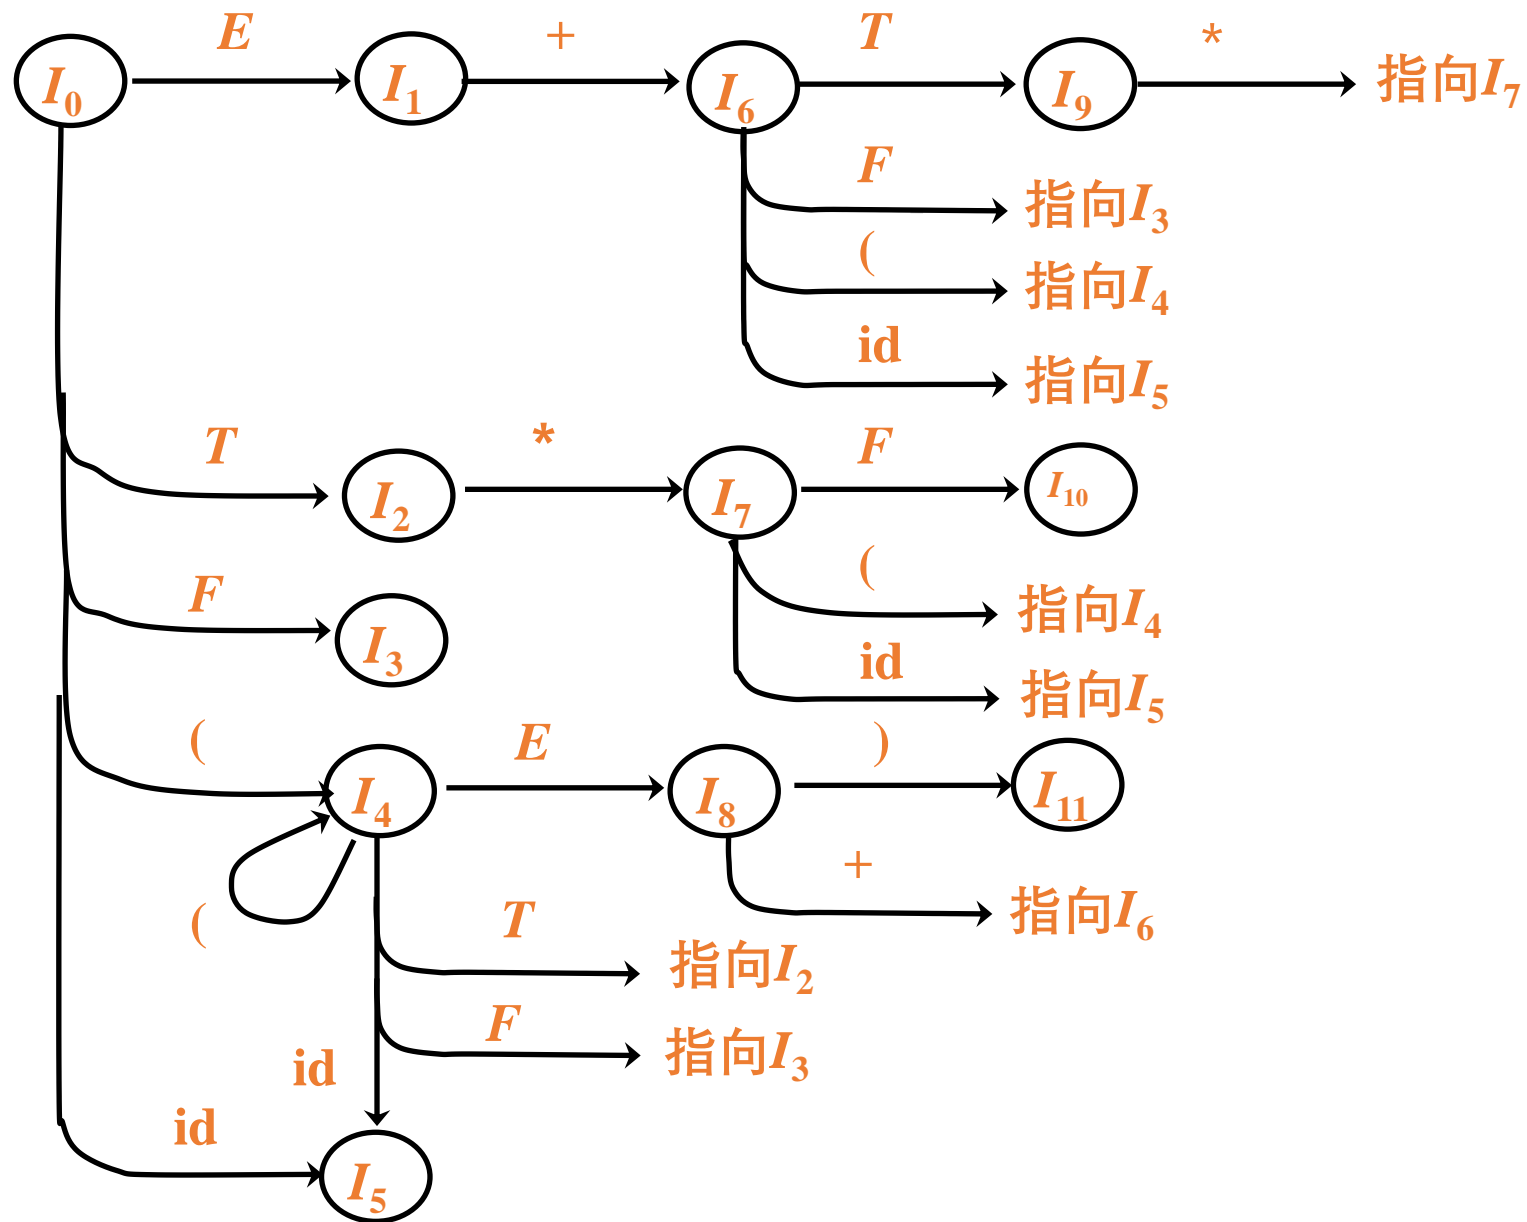 E + T *
I0 I1 I6 I9 指向I7
F
指向I3
(
指向I4
id
指向I5
T * F
I2 I7 I10
(
指向I4
F
I3
id
指向I5
( E )
I4 I8 I11
+
指向I6
( T
指向I2
F
指向I3
id
id
I5